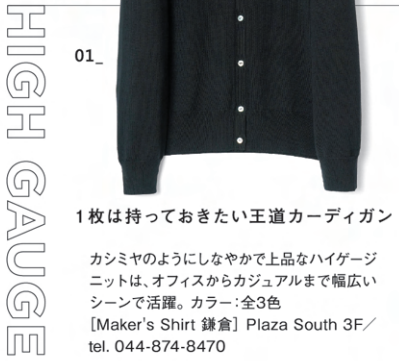 HIGH GAUGE
01_
1枚は持っておきたい王道カーディガン
カシミヤのようにしなやかで上品なハイゲージ
ニットは、オフィスからカジュアルまで幅広い
シーンで活躍。カラー:全3色
[Maker's Shirt 鎌倉] Plaza South 3F/
tel. 044-874-8470